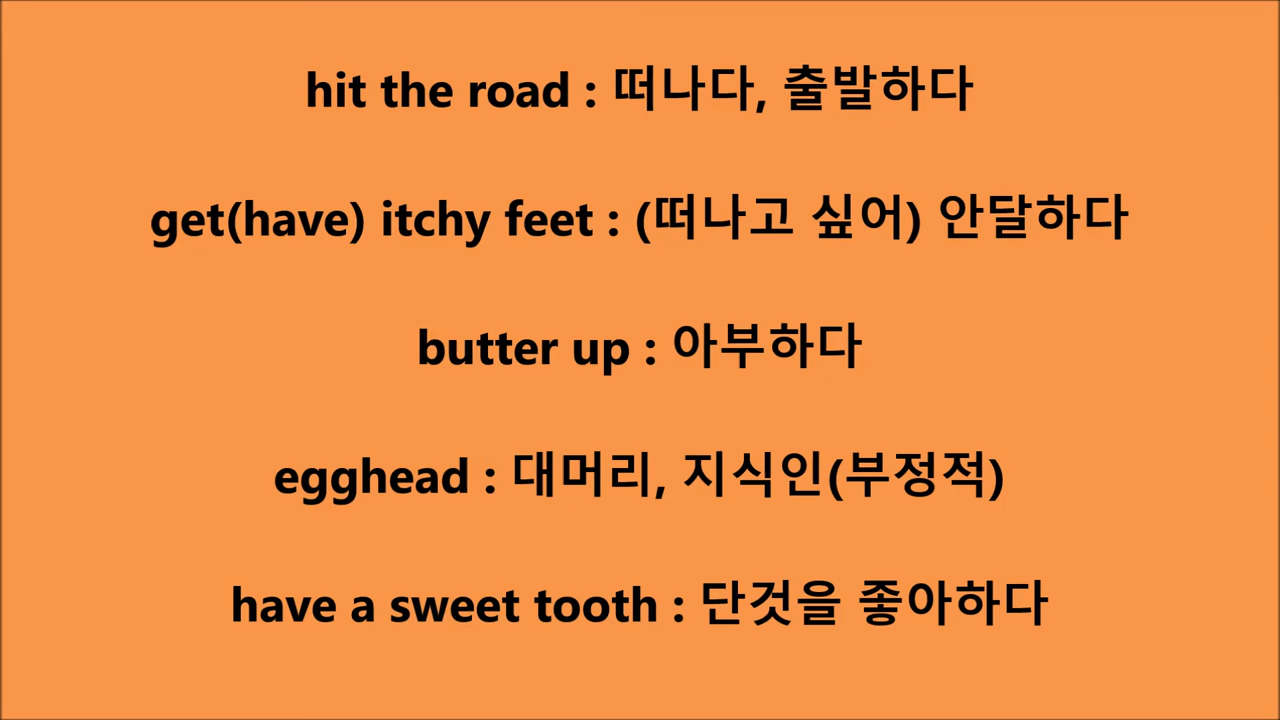 hit the road : 떠나다, 출발하다
get(have) itchy feet : (떠나고 싶어) 안달하다
butter up : 아부하다
egghead : 대머리, 지식인(부정적)
have a sweet tooth : 단것을 좋아하다